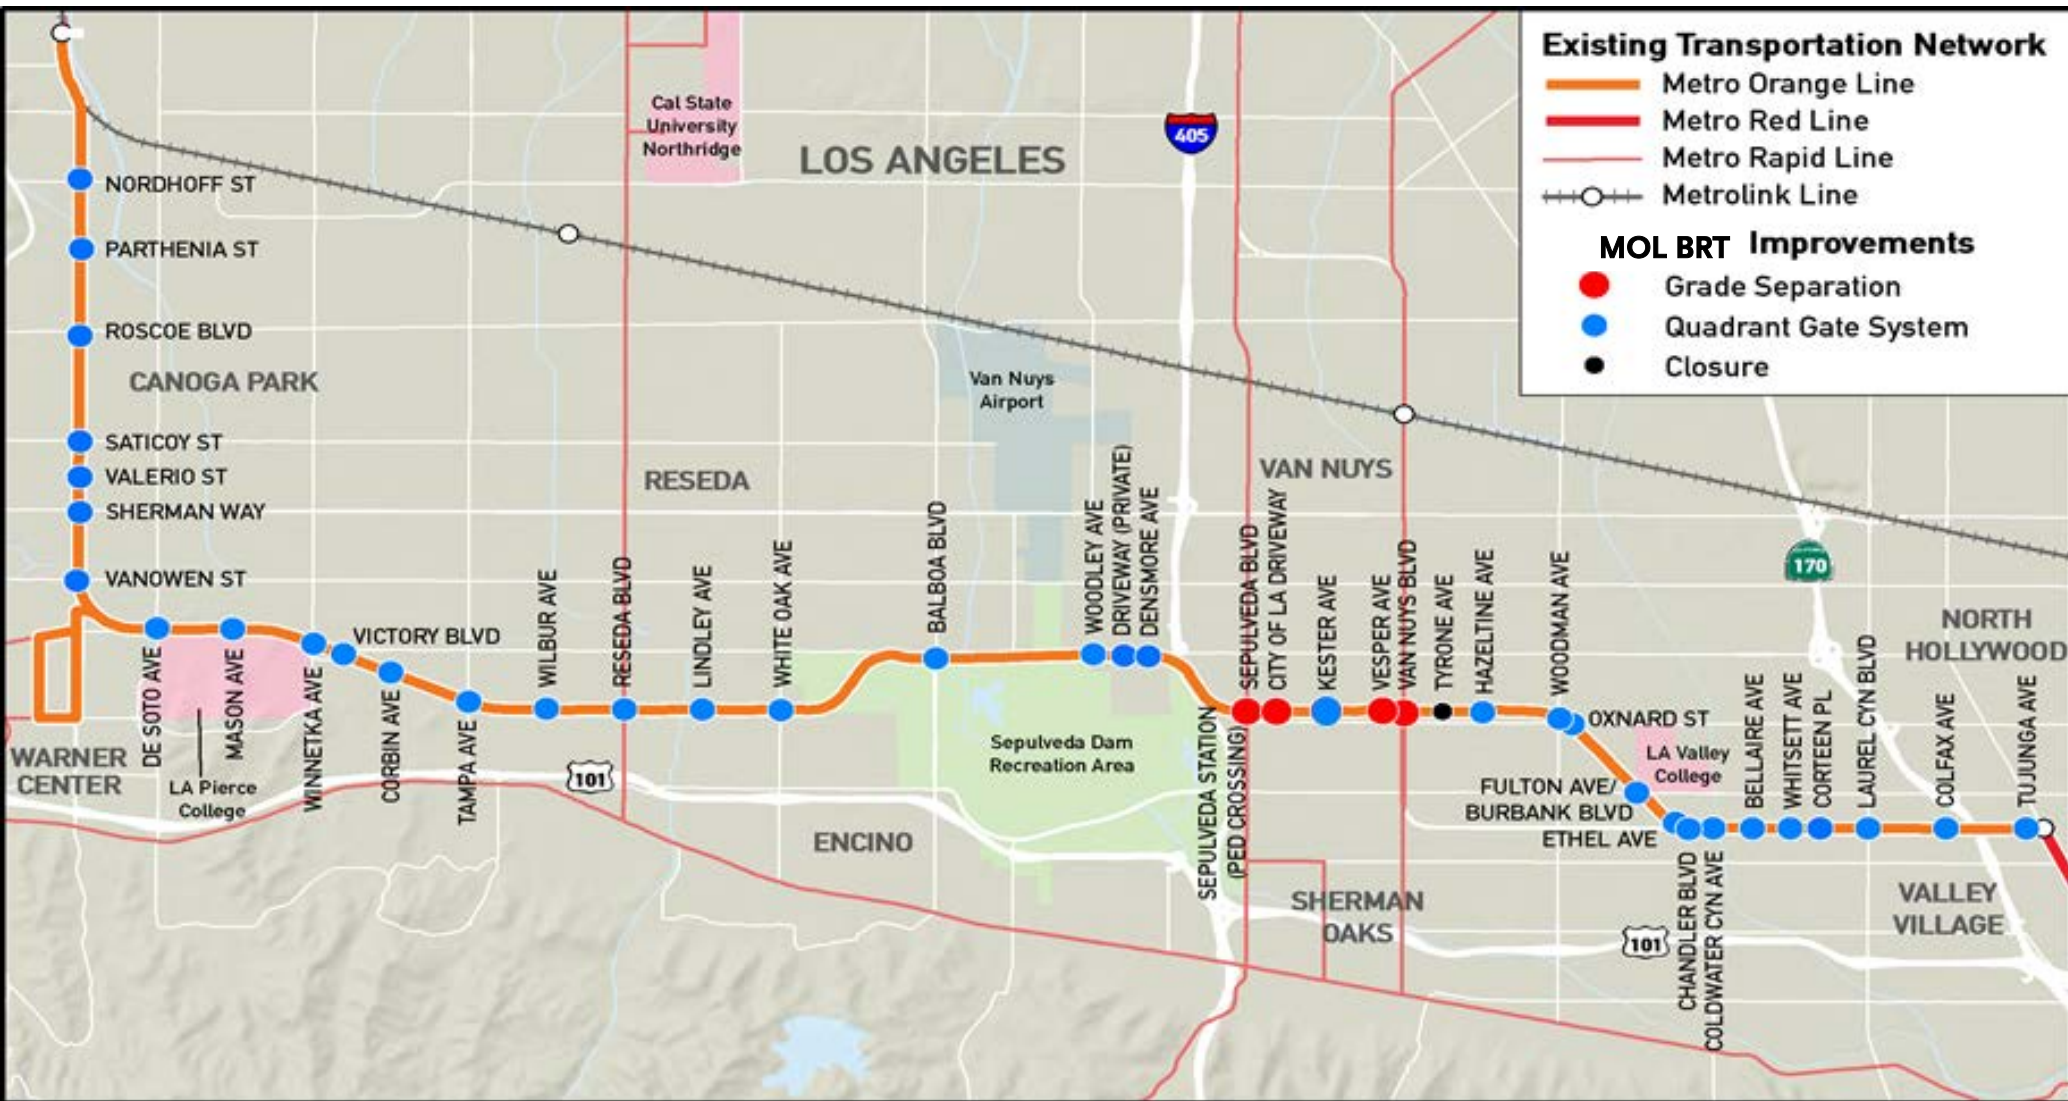 Existing Transportation Network
Metro Orange Line
Metro Red Line
Metro Rapid Line
Metrolink Line
MOL BRT Improvements
Grade Separation
Quadrant Gate System
Closure
Cal State
University
Northridge
LOS ANGELES
405
NORDHOFF ST
PARTHENIA ST
ROSCOE BLVD
CANOGA PARK
SATICOY ST
VALERIO ST
SHERMAN WAY
VANOWEN ST
Van Nuys
Airport
RESEDA
VAN NUYS
170
NORTH
HOLLYWOOD
WARNER
CENTER
DE SOTO AVE
LA Pierce
College
MASON AVE
WINNETKA AVE
VICTORY BLVD
CORBIN AVE
TAMPA AVE
WILBUR AVE
RESEDA BLVD
LINDLEY AVE
WHITE OAK AVE
BALBOA BLVD
WOODLEY AVE
DRIVEWAY (PRIVATE)
DENSMORE AVE
SEPULVEDA STATION
(PED CROSSING)
SEPULVEDA BLVD
CITY OF LA DRIVEWAY
KESTER AVE
VESPER AVE
VAN NUYS BLVD
TYRONE AVE
HAZELTINE AVE
WOODMAN AVE
OXNARD ST
LA Valley
College
FULTON AVE/
BURBANK BLVD
ETHEL AVE
CHANDLER BLVD
COLDWATER CYN AVE
BELLAIRE AVE
WHITSETT AVE
CORTEEN PL
LAUREL CYN BLVD
COLFAX AVE
TUJUNGA AVE
101
Sepulveda Dam
Recreation Area
ENCINO
SHERMAN
OAKS
101
VALLEY
VILLAGE